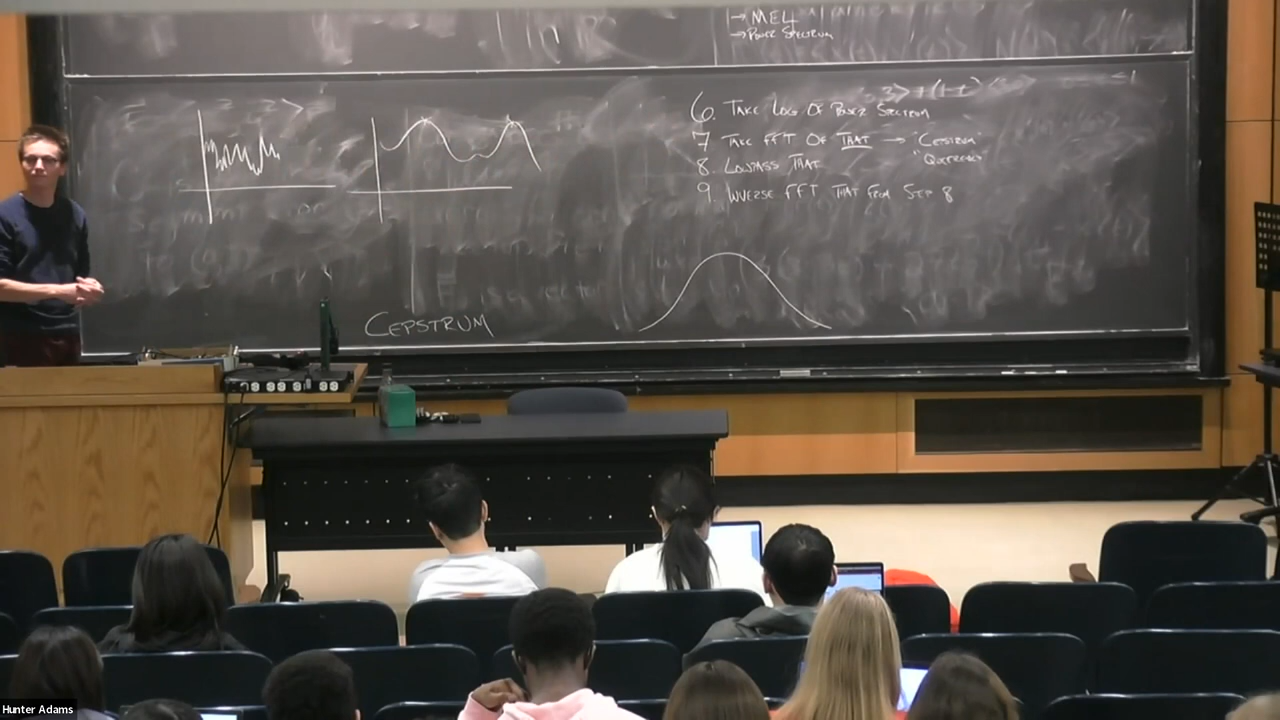 → MEL
→ POWER SPECTRUM
6. TAKE LOG OF POWER SPECTRUM
7 TAKE FFT OF THAT → "CEPSTRUM"
"QUEFRENCY"
8. LOWPASS THAT
9. INVERSE FFT THAT FROM STEP 8
CEPSTRUM
Hunter Adams